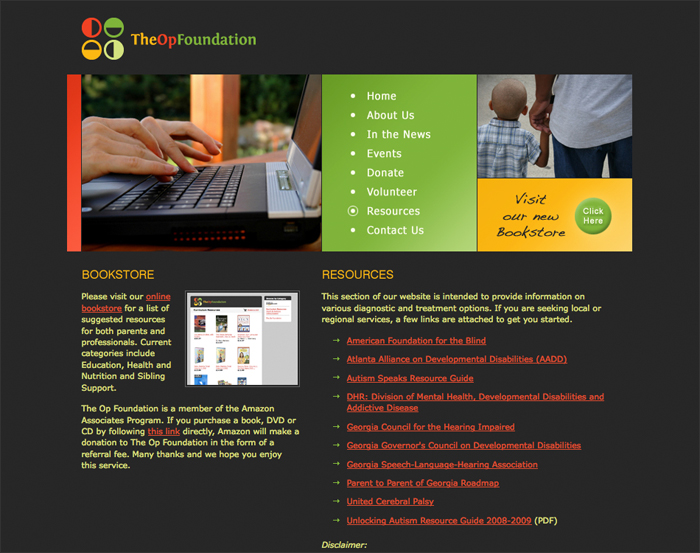 TheOpFoundation
Home
About Us
In the News
Events
Donate
Volunteer
Resources
Contact Us
Visit
our new
Bookstore
Click
Here
BOOKSTORE
Please visit our online
bookstore for a list of
suggested resources
for both parents and
professionals. Current
categories include
Education, Health and
Nutrition and Sibling
Support.
TheOpFoundation
The Op Foundation is a member of the Amazon
Associates Program. If you purchase a book, DVD or
CD by following this link directly, Amazon will make a
donation to The Op Foundation in the form of a
referral fee. Many thanks and we hope you enjoy
this service.
RESOURCES
This section of our website is intended to provide information on
various diagnostic and treatment options. If you are seeking local or
regional services, a few links are attached to get you started.
American Foundation for the Blind
Atlanta Alliance on Developmental Disabilities (AADD)
Autism Speaks Resource Guide
DHR: Division of Mental Health, Developmental Disabilities and
Addictive Disease
Georgia Council for the Hearing Impaired
Georgia Governor's Council on Developmental Disabilities
Georgia Speech-Language-Hearing Association
Parent to Parent of Georgia Roadmap
United Cerebral Palsy
Unlocking Autism Resource Guide 2008-2009 (PDF)
Disclaimer: